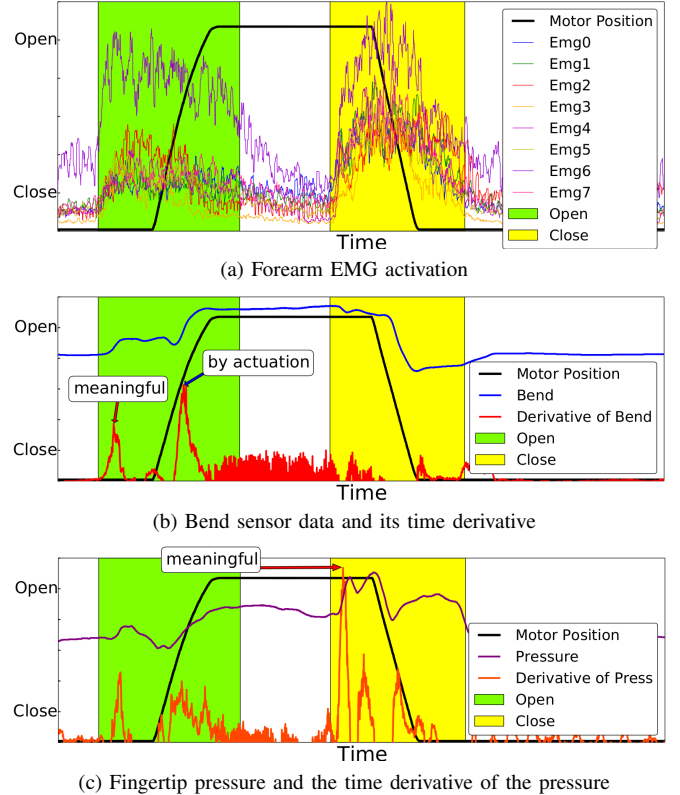 Open
Close
Time
Motor Position
Emg0
Emg1
Emg2
Emg3
Emg4
Emg5
Emg6
Emg7
Open
Close
(a) Forearm EMG activation
Open
Close
meaningful
by actuation
Time
Motor Position
Bend
Derivative of Bend
Open
Close
(b) Bend sensor data and its time derivative
Open
Close
meaningful
Time
Motor Position
Pressure
Derivative of Press
Open
Close
(c) Fingertip pressure and the time derivative of the pressure